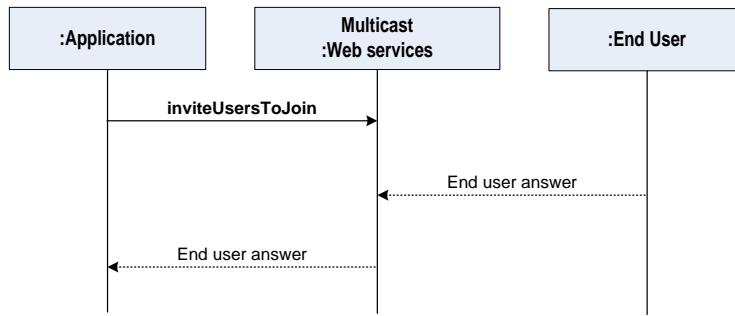 :Application
Multicast
:Web services
:End User
inviteUsersToJoin
End user answer
End user answer